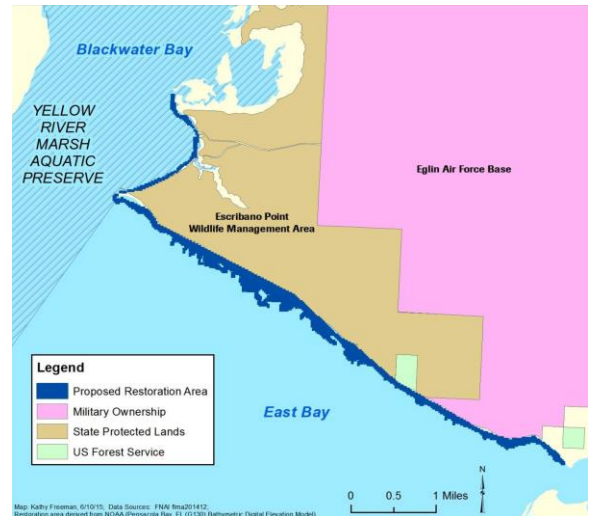 Blackwater Bay
YELLOW
RIVER
MARSH
AQUATIC
PRESERVE
Eglin Air Force Base
Escribano Point
Wildlife Management Area
Legend
Proposed Restoration Area
Military Ownership
State Protected Lands
US Forest Service
East Bay
N
0 0.5 1 Miles
Map: Kathy Freeman, 6/10/15; Data Sources: FNAI flma201412,
Restoration area derived from NOAA (Pensacola Bay, FL (G130) Bathymetric Digital Elevation Model)